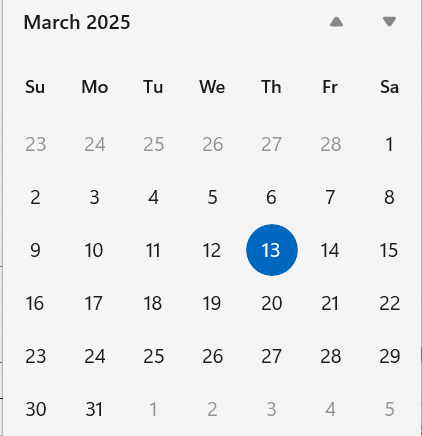 March 2025
Su Mo Tu We Th Fr Sa
23 24 25 26 27 28 1
2 3 4 5 6 7 8
9 10 11 12 13 14 15
16 17 18 19 20 21 22
23 24 25 26 27 28 29
30 31 1 2 3 4 5